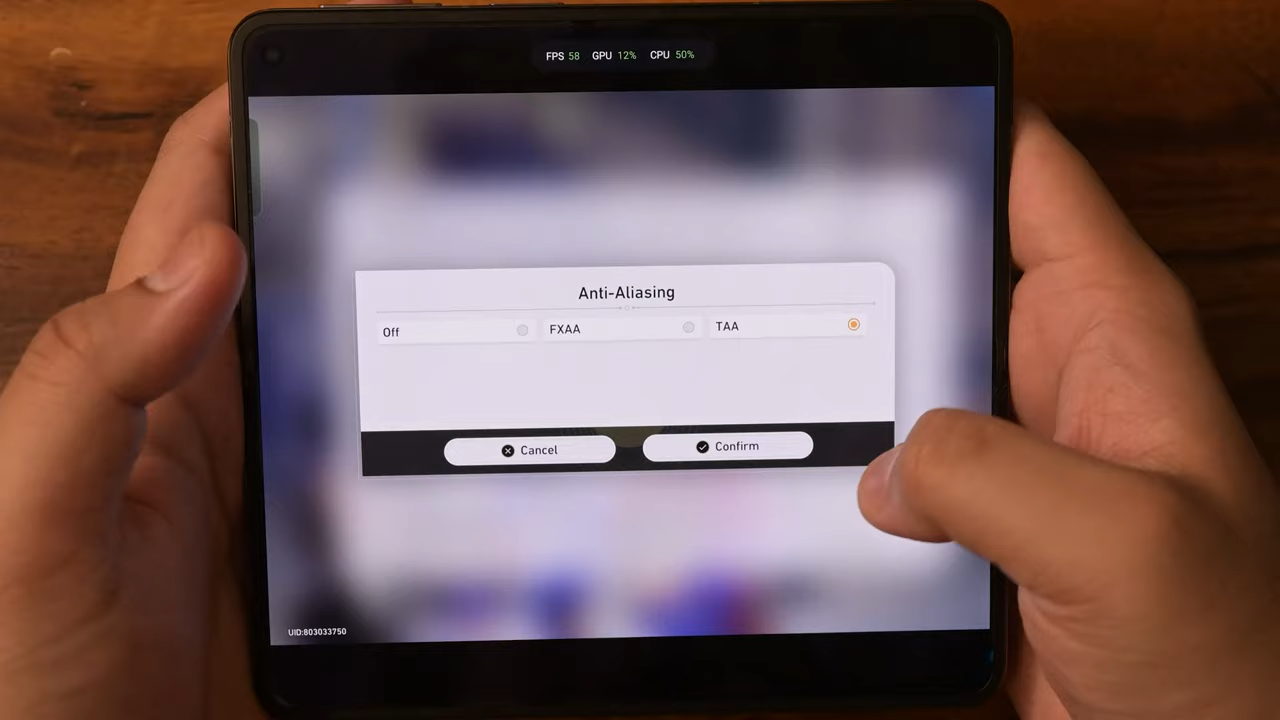 FPS 58 GPU 12% CPU 50%
Anti-Aliasing
Off FXAA TAA
Cancel Confirm
UID:803033750